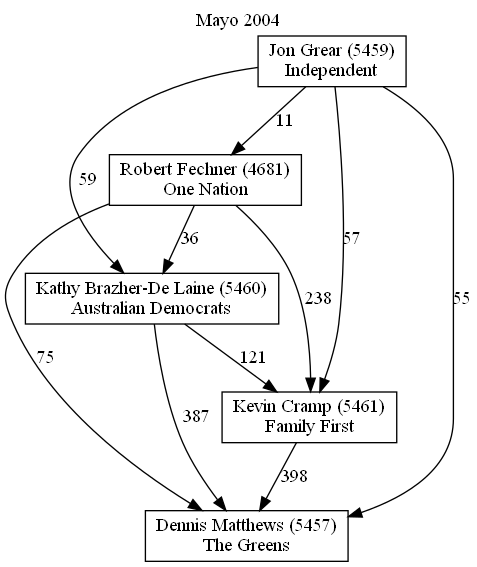 Mayo 2004
Jon Grear (5459)
Independent
11
Robert Fechner (4681)
One Nation
59
36
57
Kathy Brazher-De Laine (5460)
Australian Democrats
238
55
75
121
Kevin Cramp (5461)
Family First
387
398
Dennis Matthews (5457)
The Greens